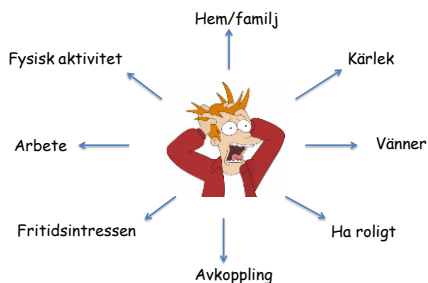 Hem/familj
Fysisk aktivitet
Kärlek
Arbete
Vänner
Fritidsintressen
Ha roligt
Avkoppling